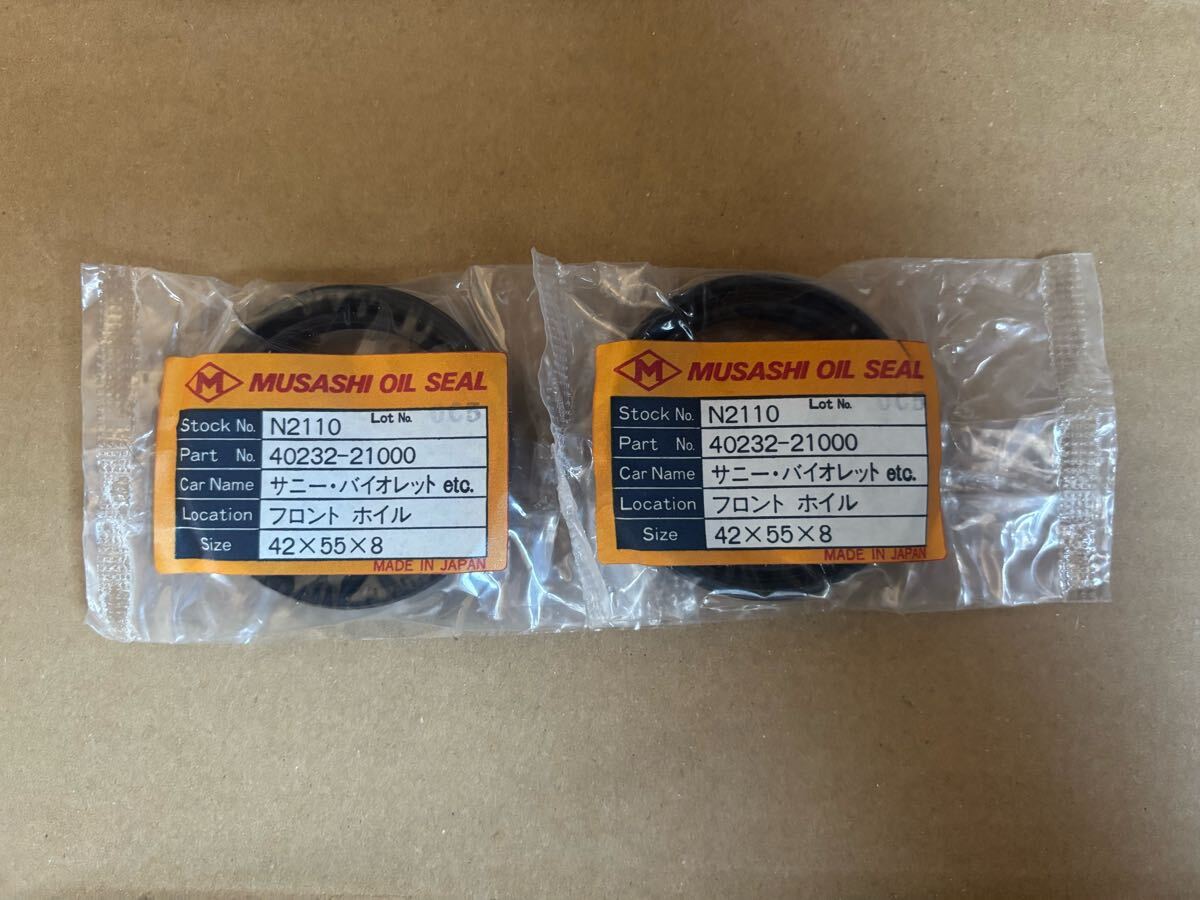 M MUSASHI OIL SEAL
Stock No. N2110 Lot No.
Part No. 40232-21000
Car Name サニー・バイオレット etc.
Location フロント ホイル
Size 42×55×8
MADE IN JAPAN
M MUSASHI OIL SEAL
Stock No. N2110 Lot No.
Part No. 40232-21000
Car Name サニー・バイオレット etc.
Location フロント ホイル
Size 42×55×8
MADE IN JAPAN